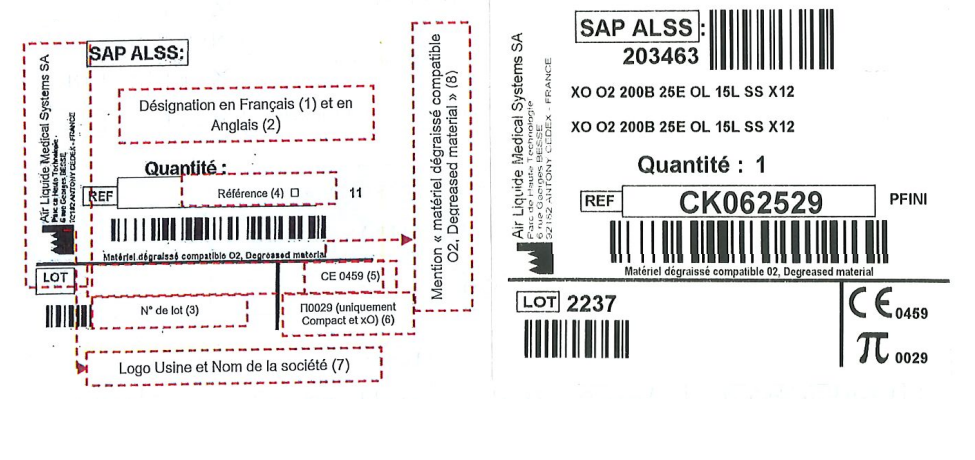 SAP ALSS:
Désignation en Français (1) et en
Anglais (2)
Mention « matériel dégraissé compatible
O2, Degreased material » (8)
Air Liquide Medical Systems SA
Parc de Haute Technologie -
6 rue Georges BESSE
92182 ANTONY CEDEX - FRANCE
Quantité :
REF
Référence (4) □
11
Matériel dégraissé compatible O2, Degreased material
LOT
CE 0459 (5)
N° de lot (3)
Π0029 (uniquement
Compact et xO) (6)
Logo Usine et Nom de la société (7)
SAP ALSS :
203463
XO O2 200B 25E OL 15L SS X12
XO O2 200B 25E OL 15L SS X12
Air Liquide Medical Systems SA
Parc de Haute Technologie
6 rue Georges BESSE
92182 ANTONY CEDEX - FRANCE
Quantité : 1
REF
CK062529
PFINI
Matériel dégraissé compatible 02, Degreased material
LOT 2237
CE 0459
π 0029